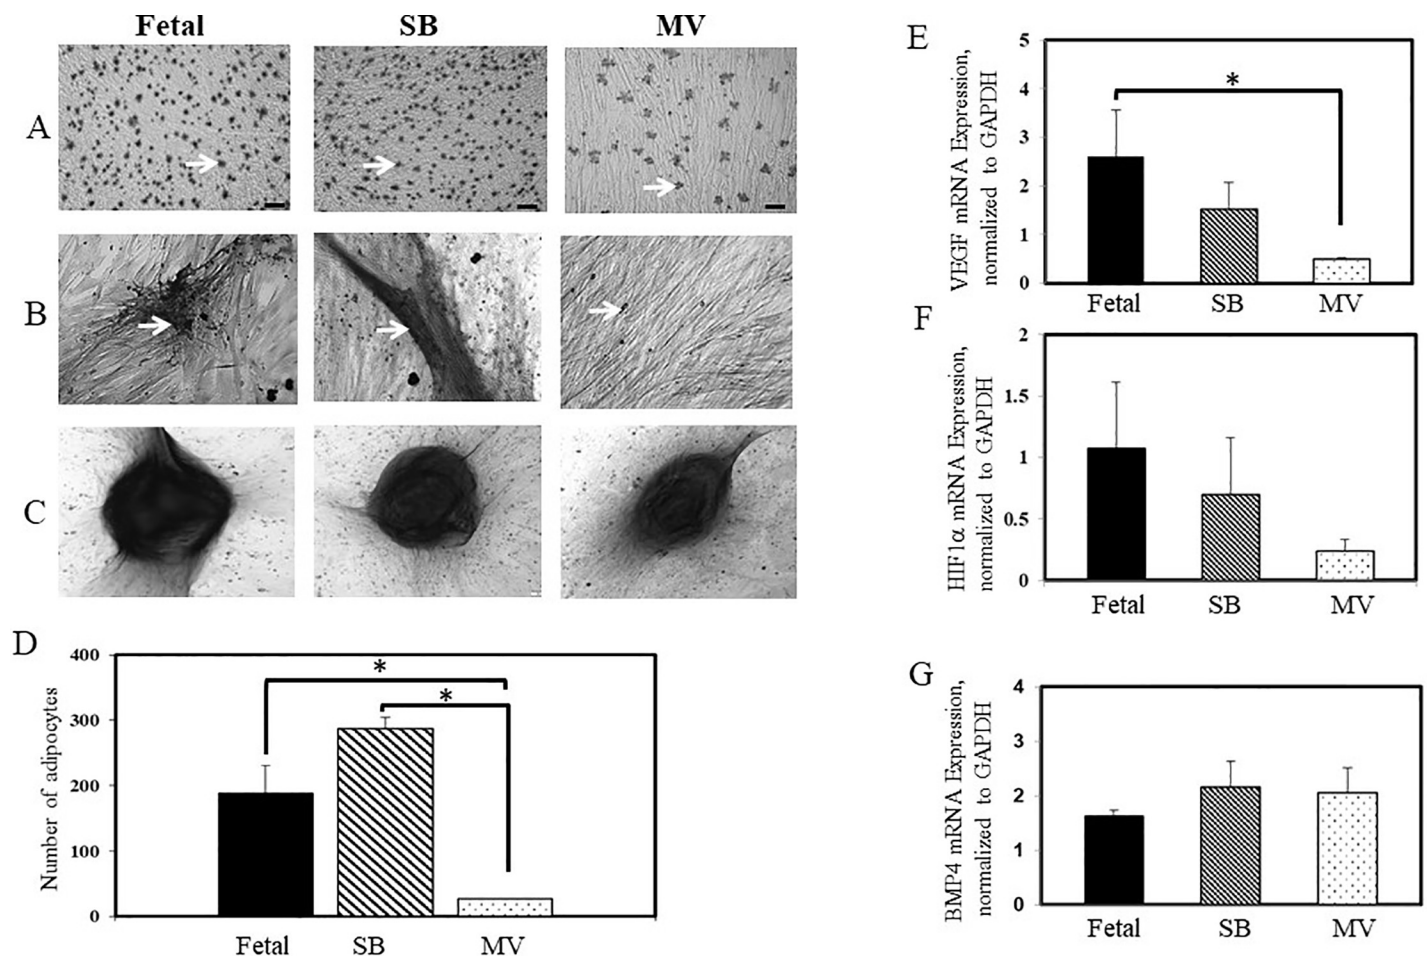 Fetal SB MV
A
B
C
D
Number of adipocytes
400
300
200
100
0
*
*
Fetal SB MV
E
VEGF mRNA Expression,
normalized to GAPDH
5
4
3
2
1
0
*
Fetal SB MV
F
HIF1α mRNA Expression,
normalized to GAPDH
2
1.5
1
0.5
0
Fetal SB MV
G
BMP4 mRNA Expression,
normalized to GAPDH
4
3
2
1
0
Fetal SB MV